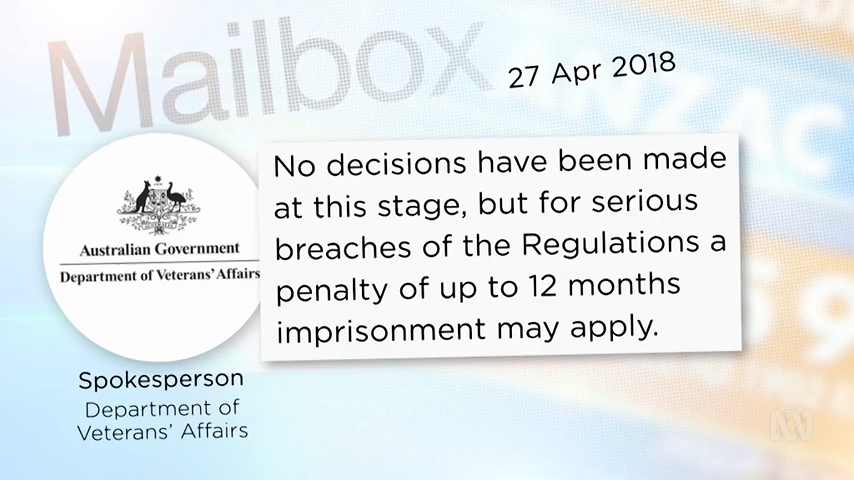 Mailbox
27 Apr 2018
No decisions have been made
at this stage, but for serious
breaches of the Regulations a
penalty of up to 12 months
imprisonment may apply.
Australian Government
Department of Veterans' Affairs
Spokesperson
Department of
Veterans' Affairs